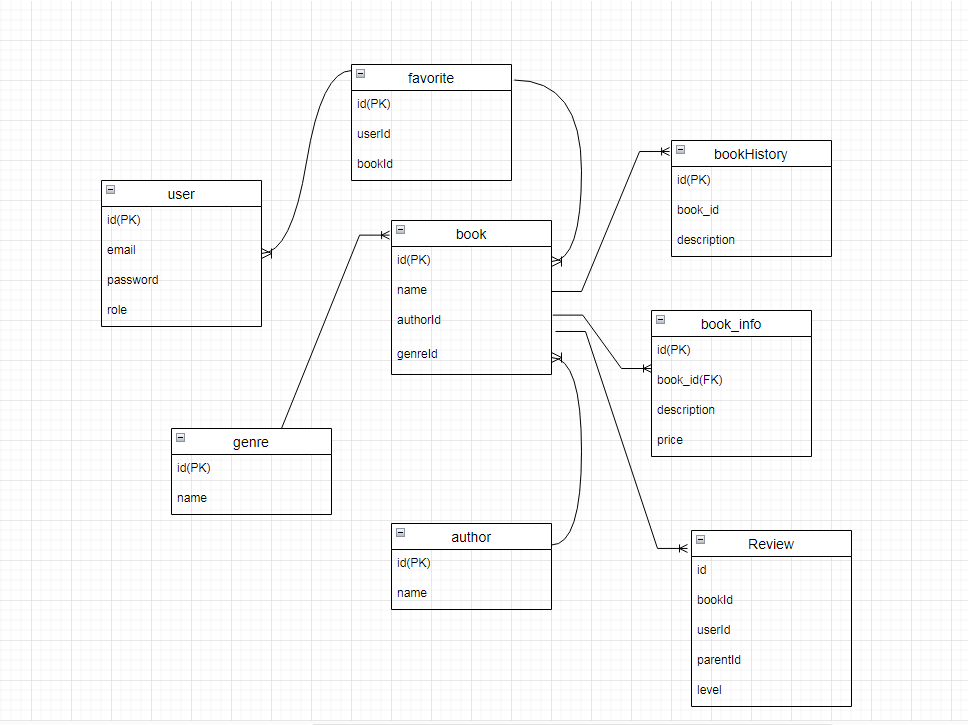 favorite
id(PK)
userId
bookId
user
id(PK)
email
password
role
book
id(PK)
name
authorId
genreId
bookHistory
id(PK)
book_id
description
book_info
id(PK)
book_id(FK)
description
price
genre
id(PK)
name
author
id(PK)
name
Review
id
bookId
userId
parentId
level